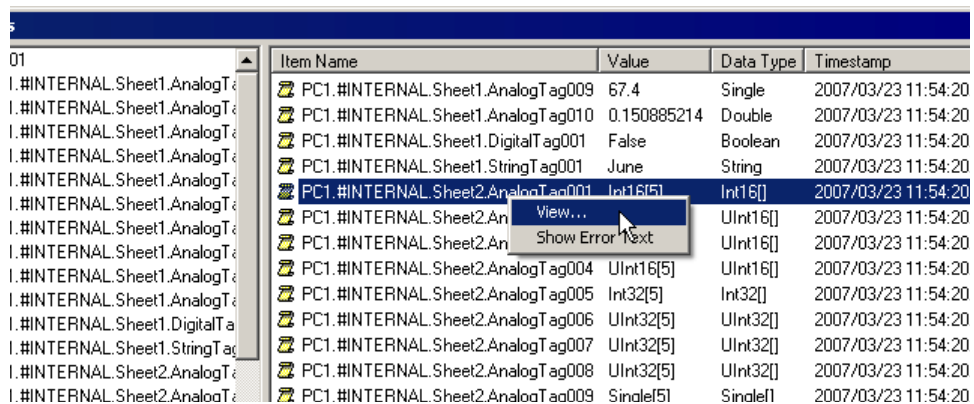 s
01
I.#INTERNAL.Sheet1.AnalogTa
I.#INTERNAL.Sheet1.AnalogTa
I.#INTERNAL.Sheet1.AnalogTa
I.#INTERNAL.Sheet1.AnalogTa
I.#INTERNAL.Sheet1.AnalogTa
I.#INTERNAL.Sheet1.AnalogTa
I.#INTERNAL.Sheet1.AnalogTa
I.#INTERNAL.Sheet1.AnalogTa
I.#INTERNAL.Sheet1.AnalogTa
I.#INTERNAL.Sheet1.DigitalTa
I.#INTERNAL.Sheet1.StringTag
I.#INTERNAL.Sheet2.AnalogTa
I.#INTERNAL.Sheet2.AnalogTa
Item Name Value Data Type Timestamp
PC1.#INTERNAL.Sheet1.AnalogTag009 67.4 Single 2007/03/23 11:54:20
PC1.#INTERNAL.Sheet1.AnalogTag010 0.150885214 Double 2007/03/23 11:54:20
PC1.#INTERNAL.Sheet1.DigitalTag001 False Boolean 2007/03/23 11:54:20
PC1.#INTERNAL.Sheet1.StringTag001 June String 2007/03/23 11:54:20
PC1.#INTERNAL.Sheet2.AnalogTag001 Int16[5] Int16[] 2007/03/23 11:54:20
PC1.#INTERNAL.Sheet2.An UInt16[] 2007/03/23 11:54:20
PC1.#INTERNAL.Sheet2.An UInt16[] 2007/03/23 11:54:20
PC1.#INTERNAL.Sheet2.AnalogTag004 UInt16[5] UInt16[] 2007/03/23 11:54:20
PC1.#INTERNAL.Sheet2.AnalogTag005 Int32[5] Int32[] 2007/03/23 11:54:20
PC1.#INTERNAL.Sheet2.AnalogTag006 UInt32[5] UInt32[] 2007/03/23 11:54:20
PC1.#INTERNAL.Sheet2.AnalogTag007 UInt32[5] UInt32[] 2007/03/23 11:54:20
PC1.#INTERNAL.Sheet2.AnalogTag008 UInt32[5] UInt32[] 2007/03/23 11:54:20
PC1.#INTERNAL.Sheet2.AnalogTag009 Single[5] Single[] 2007/03/23 11:54:20
View...
Show Error Text